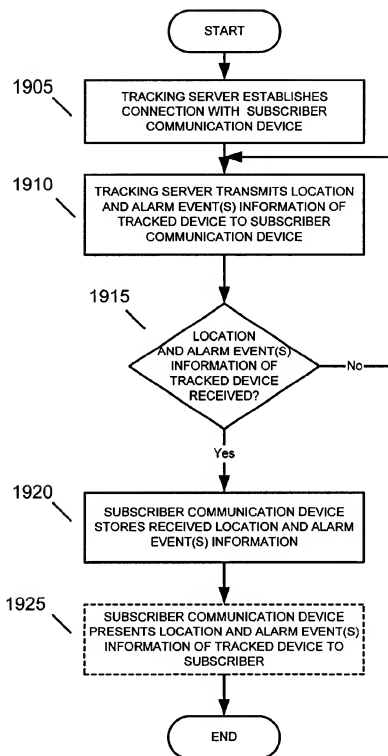 START
1905
TRACKING SERVER ESTABLISHES
CONNECTION WITH SUBSCRIBER
COMMUNICATION DEVICE
1910
TRACKING SERVER TRANSMITS LOCATION
AND ALARM EVENT(S) INFORMATION OF
TRACKED DEVICE TO SUBSCRIBER
COMMUNICATION DEVICE
1915
LOCATION
AND ALARM EVENT(S)
INFORMATION OF
TRACKED DEVICE
RECEIVED?
No
Yes
1920
SUBSCRIBER COMMUNICATION DEVICE
STORES RECEIVED LOCATION AND ALARM
EVENT(S) INFORMATION
1925
SUBSCRIBER COMMUNICATION DEVICE
PRESENTS LOCATION AND ALARM EVENT(S)
INFORMATION OF TRACKED DEVICE TO
SUBSCRIBER
END